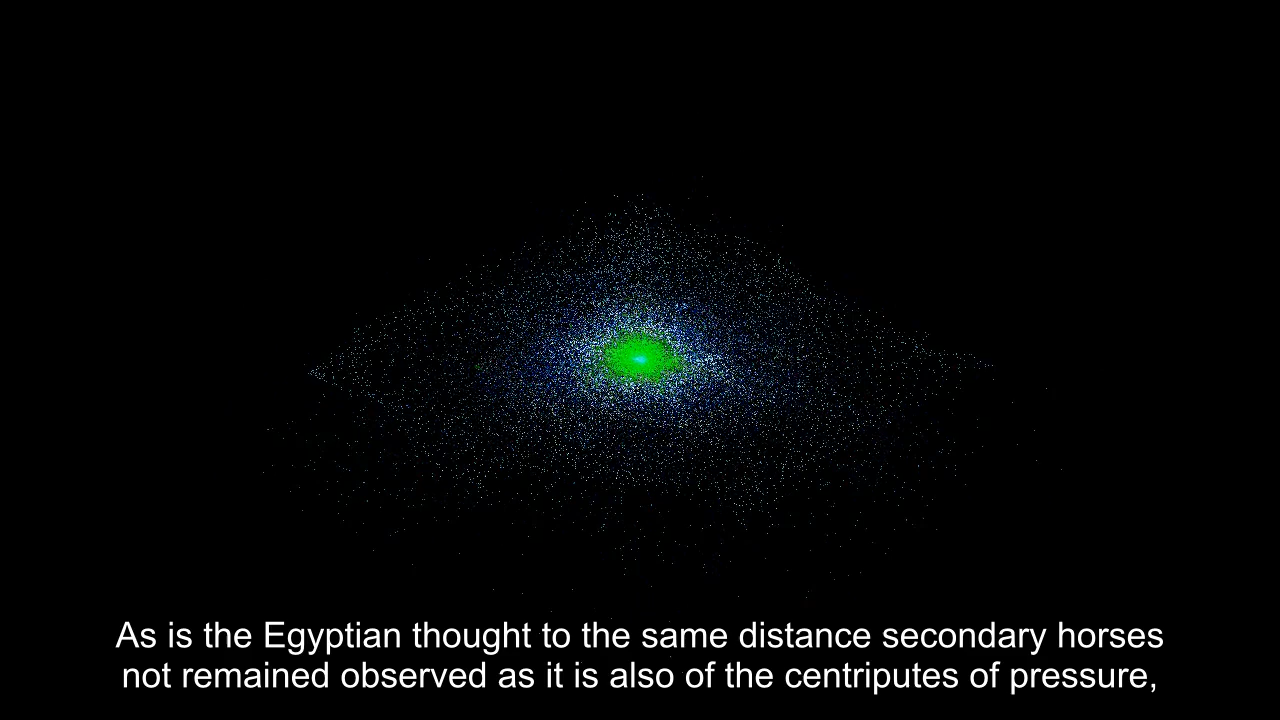 As is the Egyptian thought to the same distance secondary horses
not remained observed as it is also of the centriputes of pressure,